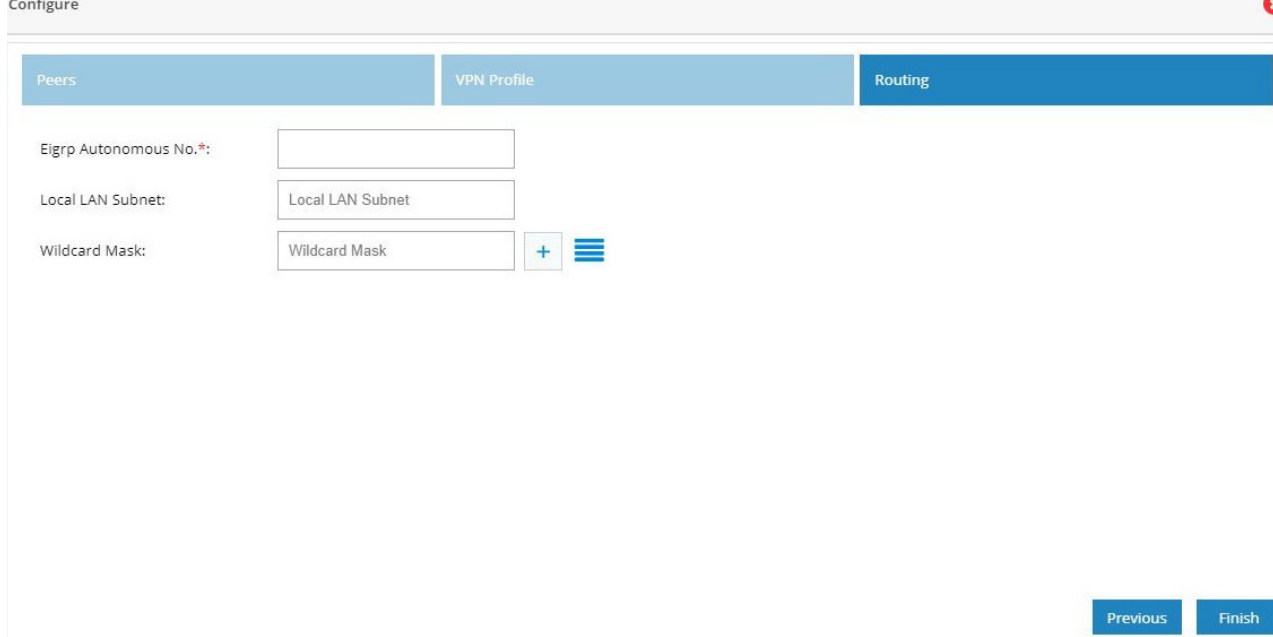 Configure
Peers
VPN Profile
Routing
Eigrp Autonomous No.*:
Local LAN Subnet:
Local LAN Subnet
Wildcard Mask:
Wildcard Mask
+
Previous
Finish